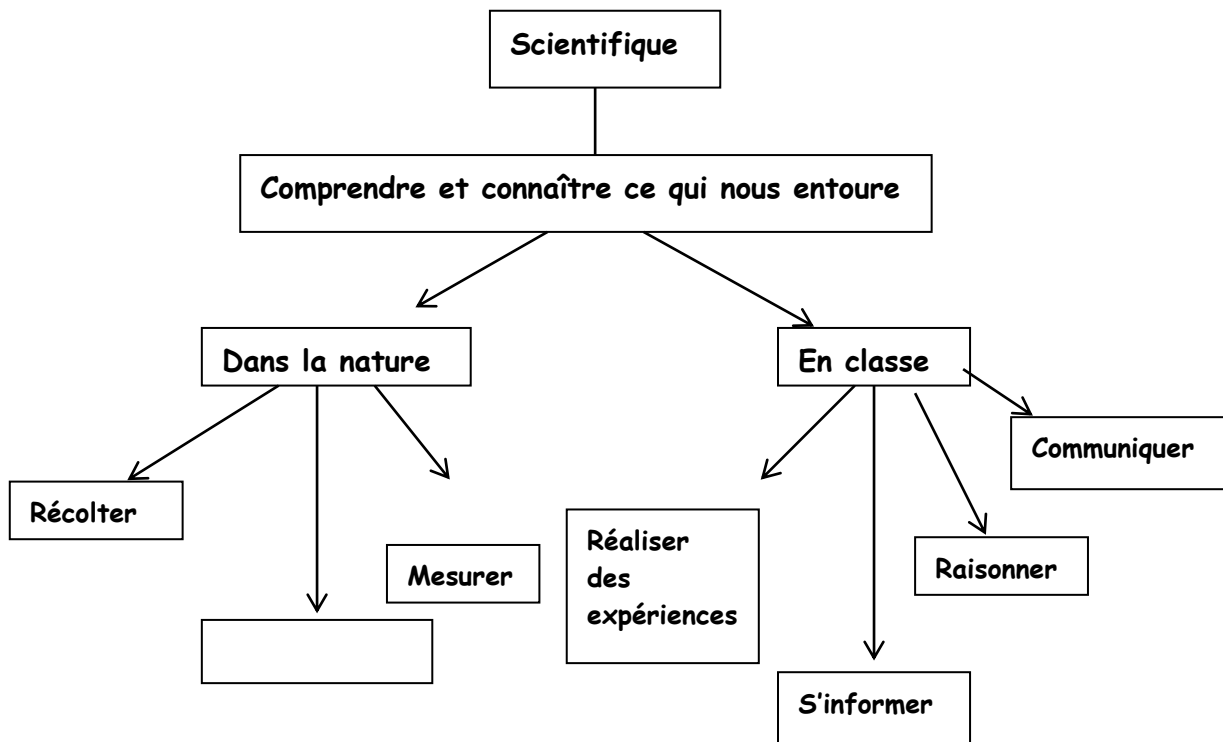 Scientifique
Comprendre et connaître ce qui nous entoure
Dans la nature
En classe
Communiquer
Récolter
Mesurer
Réaliser
des
expériences
Raisonner
S'informer